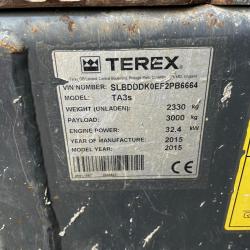 TEREX
VIN NUMBER: SLBDDDK0EF2PB6664
MODEL: TA3s
WEIGHT (UNLADEN): 2330 kg
PAYLOAD: 3000 kg
ENGINE POWER: 32.4 kW
YEAR OF MANUFACTURE: 2015
MODEL YEAR: 2015